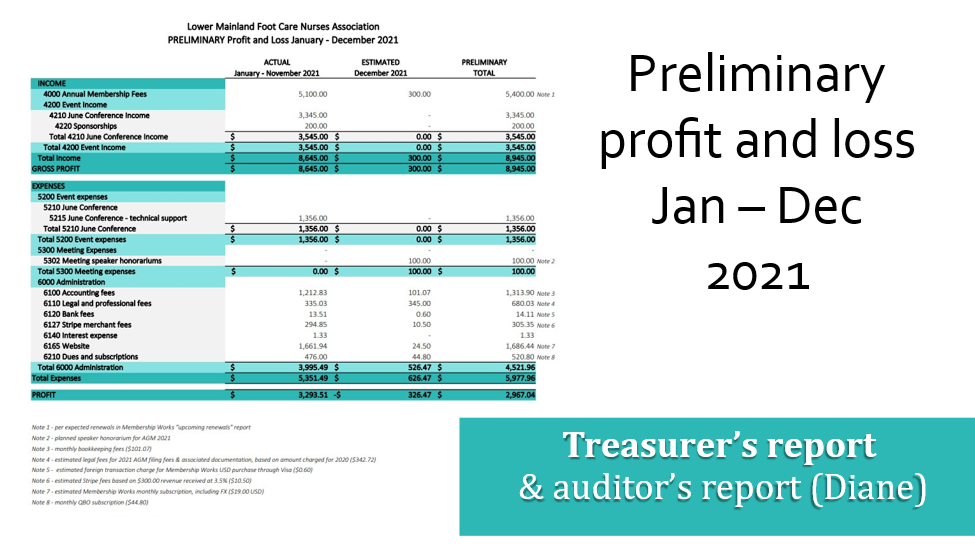 Lower Mainland Foot Care Nurses Association
PRELIMINARY Profit and Loss January - December 2021
ACTUAL ESTIMATED PRELIMINARY
January - November 2021 December 2021 TOTAL
INCOME
4000 Annual Membership Fees 5,100.00 300.00 5,400.00 Note 1
4200 Event Income
4210 June Conference Income 3,345.00 - 3,345.00
4220 Sponsorships 200.00 - 200.00
Total 4210 June Conference Income $ 3,545.00 $ 0.00 $ 3,545.00
Total 4200 Event Income $ 3,545.00 $ 0.00 $ 3,545.00
Total Income $ 8,645.00 $ 300.00 $ 8,945.00
GROSS PROFIT $ 8,645.00 $ 300.00 $ 8,945.00
EXPENSES
5200 Event expenses
5210 June Conference
5215 June Conference - technical support 1,356.00 - 1,356.00
Total 5210 June Conference $ 1,356.00 $ 0.00 $ 1,356.00
Total 5200 Event expenses $ 1,356.00 $ 0.00 $ 1,356.00
5300 Meeting Expenses - - -
5302 Meeting speaker honorariums - 100.00 100.00 Note 2
Total 5300 Meeting expenses $ 0.00 $ 100.00 $ 100.00
6000 Administration
6100 Accounting fees 1,212.83 101.07 1,313.90 Note 3
6110 Legal and professional fees 335.03 345.00 680.03 Note 4
6120 Bank fees 13.51 0.60 14.11 Note 5
6127 Stripe merchant fees 294.85 10.50 305.35 Note 6
6140 Interest expense 1.33 - 1.33
6165 Website 1,661.94 24.50 1,686.44 Note 7
6210 Dues and subscriptions 476.00 44.80 520.80 Note 8
Total 6000 Administration $ 3,995.49 $ 526.47 $ 4,521.96
Total Expenses $ 5,351.49 $ 626.47 $ 5,977.96
PROFIT $ 3,293.51 -$ 326.47 $ 2,967.04
Note 1 - per expected renewals in Membership Works "upcoming renewals" report
Note 2 - planned speaker honorarium for AGM 2021
Note 3 - monthly bookkeeping fees ($101.07)
Note 4 - estimated legal fees for 2021 AGM filing fees & associated documentation, based on amount charged for 2020 ($342.72)
Note 5 - estimated foreign transaction charge for Membership Works USD purchase through Visa ($0.60)
Note 6 - estimated Stripe fees based on $300.00 revenue received at 3.5% ($10.50)
Note 7 - estimated Membership Works monthly subscription, including FX ($19.00 USD)
Note 8 - monthly QBO subscription ($44.80)
Preliminary
profit and loss
Jan – Dec
2021
Treasurer’s report
& auditor’s report (Diane)